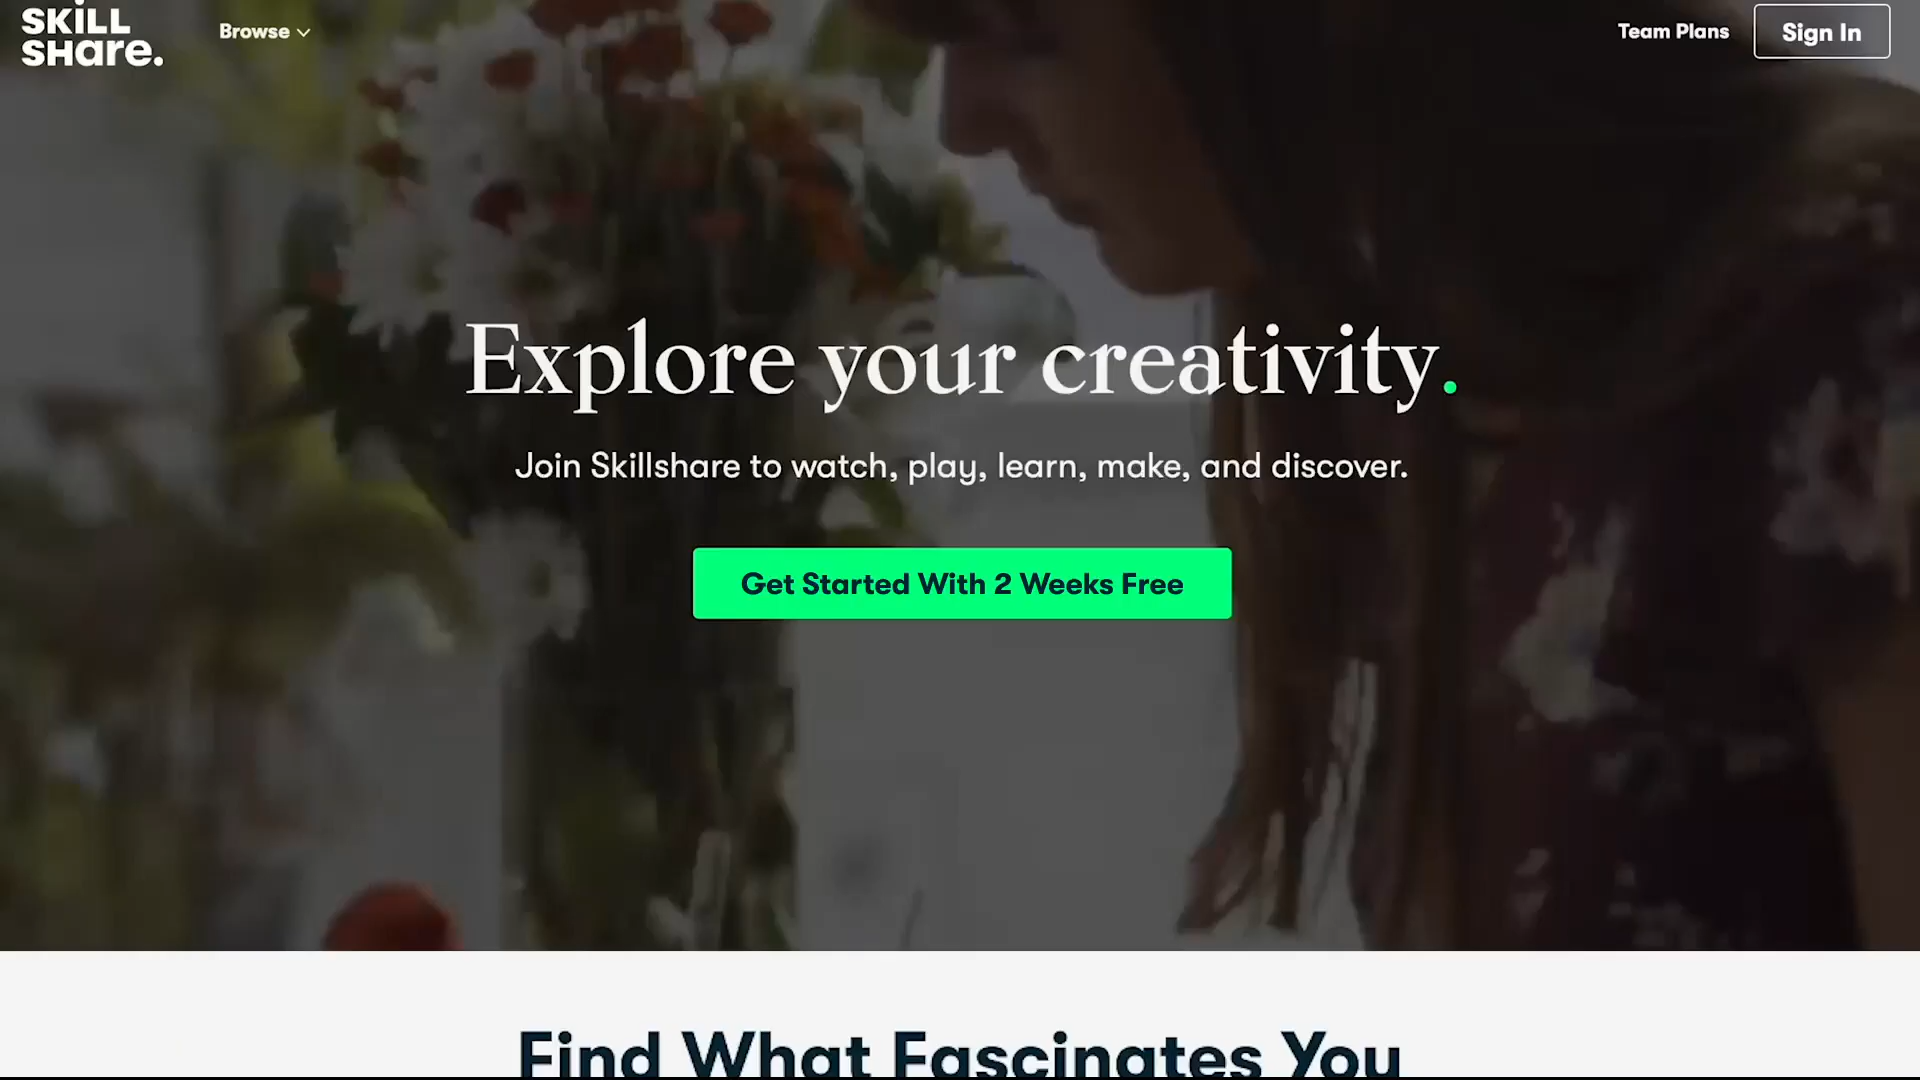 SKILL
SHare.
Browse
Team Plans
Sign In
Explore your creativity.
Join Skillshare to watch, play, learn, make, and discover.
Get Started With 2 Weeks Free
Find What Fascinates You